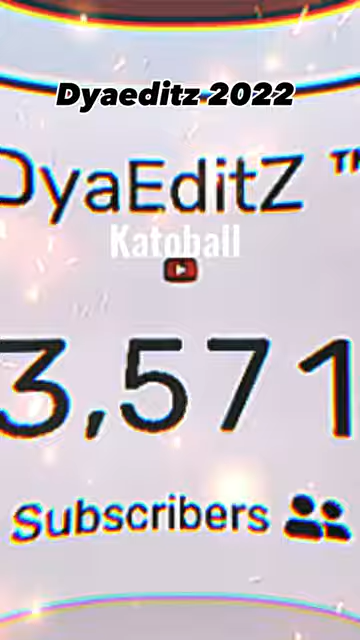 Dyaeditz 2022
DyaEditZ ™
Katoball
3,571
Subscribers